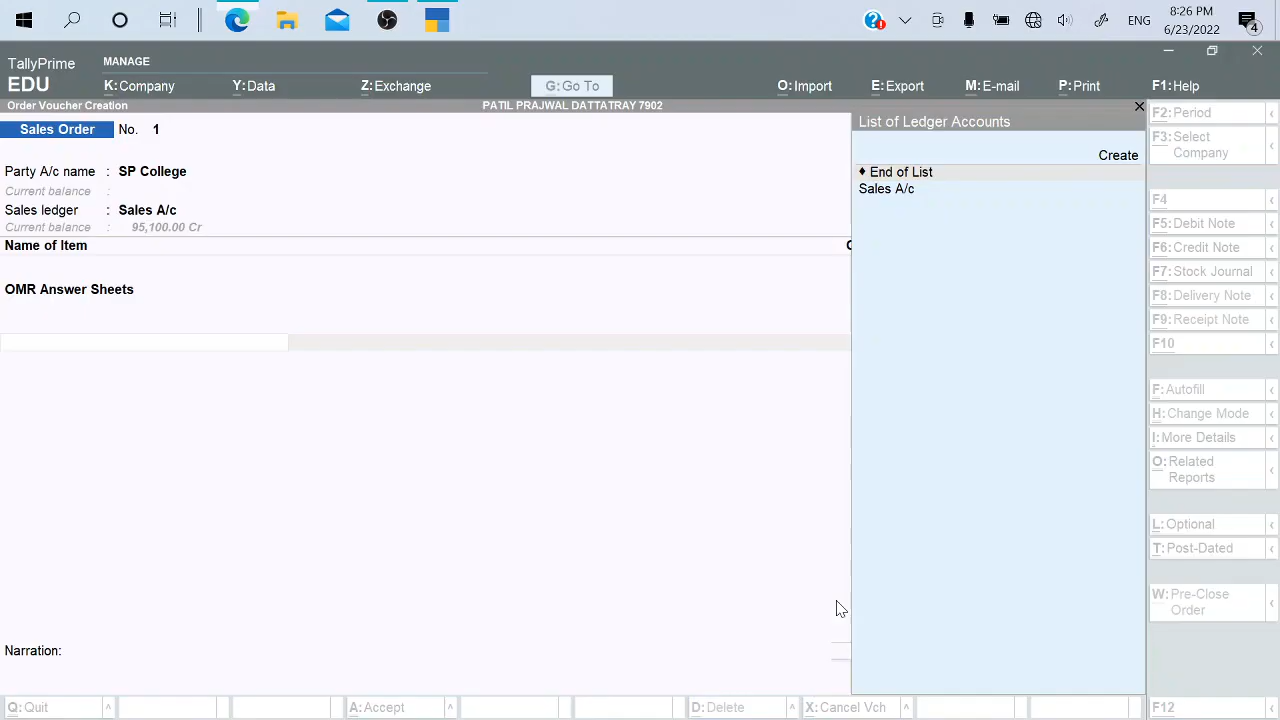 ENG
8:26 PM
6/23/2022
4
TallyPrime
EDU
MANAGE
K:Company
Y:Data
Z:Exchange
G:Go To
O:Import
E:Export
M:E-mail
P:Print
F1:Help
Order Voucher Creation
PATIL PRAJWAL DATTATRAY 7902
Sales Order
No. 1
Party A/c name : SP College
Current balance :
Sales ledger : Sales A/c
Current balance : 95,100.00 Cr
Name of Item
OMR Answer Sheets
Narration:
List of Ledger Accounts
Create
♦ End of List
Sales A/c
F2:Period
F3:Select
Company
F4
F5:Debit Note
F6:Credit Note
F7:Stock Journal
F8:Delivery Note
F9:Receipt Note
F10
F:Autofill
H:Change Mode
I:More Details
O:Related
Reports
L:Optional
T:Post-Dated
W:Pre-Close
Order
Q:Quit
A:Accept
D:Delete
X:Cancel Vch
F12